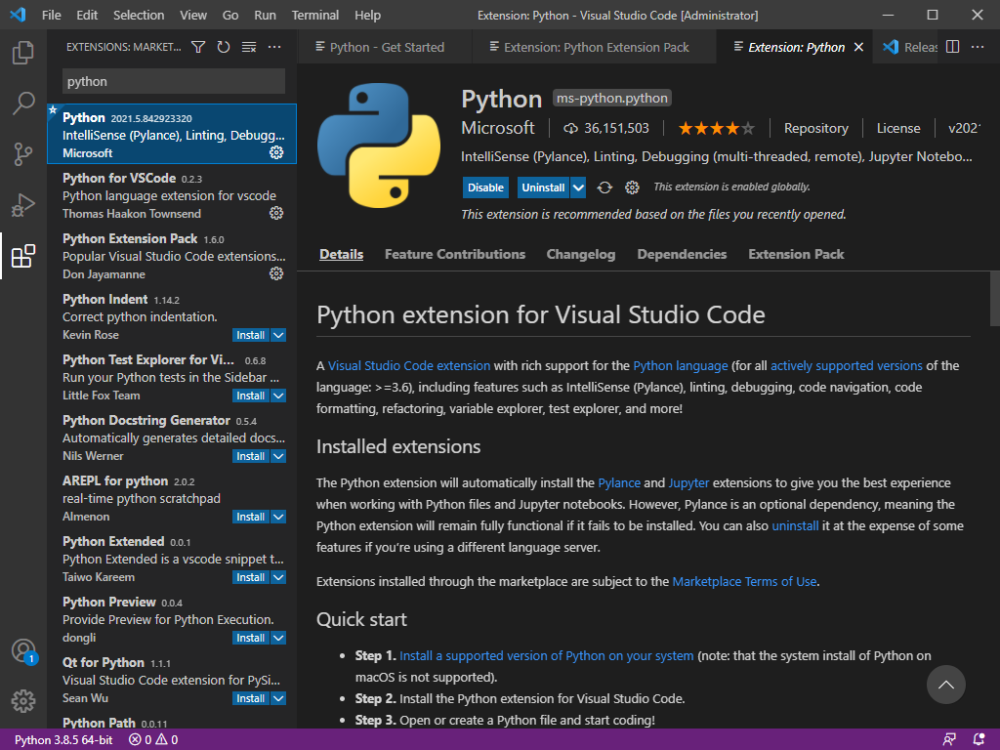 File Edit Selection View Go Run Terminal Help Extension: Python - Visual Studio Code [Administrator]
EXTENSIONS: MARKET...
python
Python 2021.5.842923320
IntelliSense (Pylance), Linting, Debugg...
Microsoft
Python for VSCode 0.2.3
Python language extension for vscode
Thomas Haakon Townsend
Python Extension Pack 1.6.0
Popular Visual Studio Code extensions...
Don Jayamanne
Python Indent 1.14.2
Correct python indentation.
Kevin Rose Install
Python Test Explorer for Vi... 0.6.8
Run your Python tests in the Sidebar ...
Little Fox Team Install
Python Docstring Generator 0.5.4
Automatically generates detailed docs...
Nils Werner Install
AREPL for python 2.0.2
real-time python scratchpad
Almenon Install
Python Extended 0.0.1
Python Extended is a vscode snippet t...
Taiwo Kareem Install
Python Preview 0.0.4
Provide Preview for Python Execution.
dongli Install
Qt for Python 1.1.1
Visual Studio Code extension for PySi...
Sean Wu Install
Python Path 0.0.11
1
Python - Get Started Extension: Python Extension Pack Extension: Python Releas
Python ms-python.python
Microsoft 36,151,503 Repository License v202
IntelliSense (Pylance), Linting, Debugging (multi-threaded, remote), Jupyter Notebo...
Disable Uninstall This extension is enabled globally.
This extension is recommended based on the files you recently opened.
Details Feature Contributions Changelog Dependencies Extension Pack
Python extension for Visual Studio Code
A Visual Studio Code extension with rich support for the Python language (for all actively supported versions of the
language: >=3.6), including features such as IntelliSense (Pylance), linting, debugging, code navigation, code
formatting, refactoring, variable explorer, test explorer, and more!
Installed extensions
The Python extension will automatically install the Pylance and Jupyter extensions to give you the best experience
when working with Python files and Jupyter notebooks. However, Pylance is an optional dependency, meaning the
Python extension will remain fully functional if it fails to be installed. You can also uninstall it at the expense of some
features if you're using a different language server.
Extensions installed through the marketplace are subject to the Marketplace Terms of Use.
Quick start
• Step 1. Install a supported version of Python on your system (note: that the system install of Python on
macOS is not supported).
• Step 2. Install the Python extension for Visual Studio Code.
• Step 3. Open or create a Python file and start coding!
Python 3.8.5 64-bit 0 0